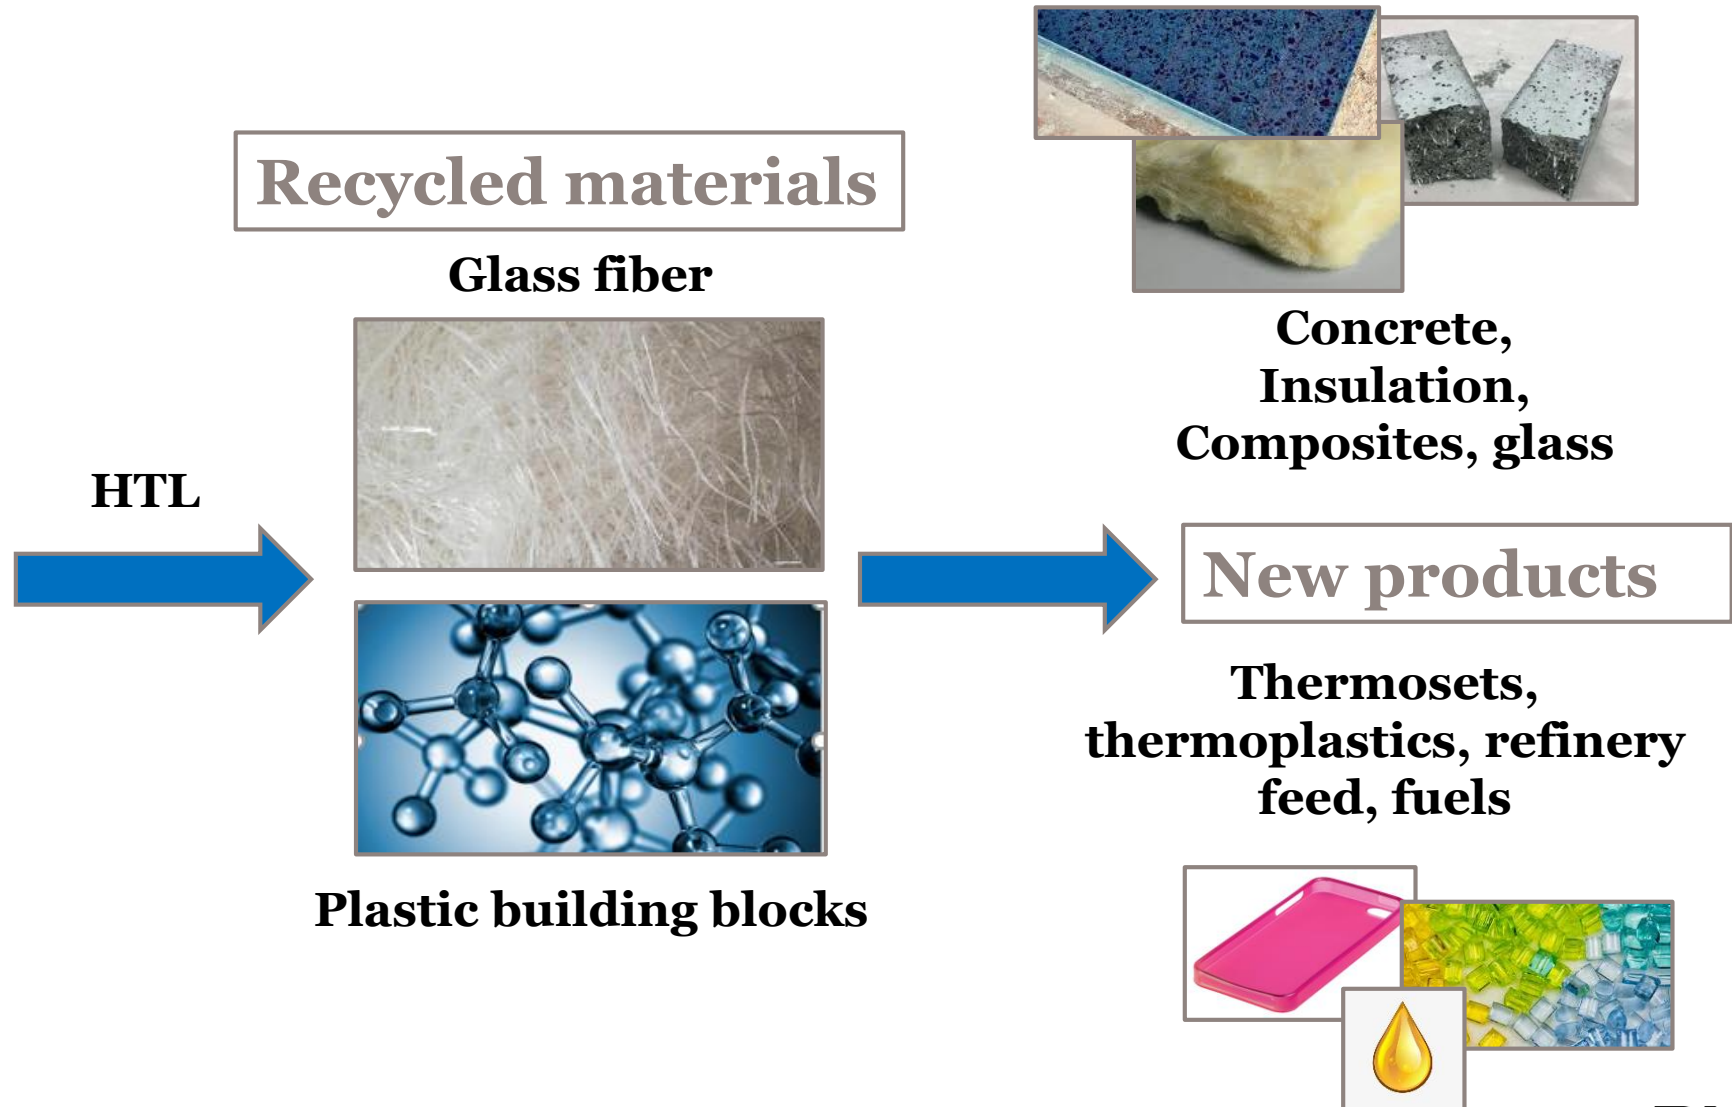 Recycled materials
Glass fiber
HTL
Plastic building blocks
Concrete,
Insulation,
Composites, glass
New products
Thermosets,
thermoplastics, refinery
feed, fuels